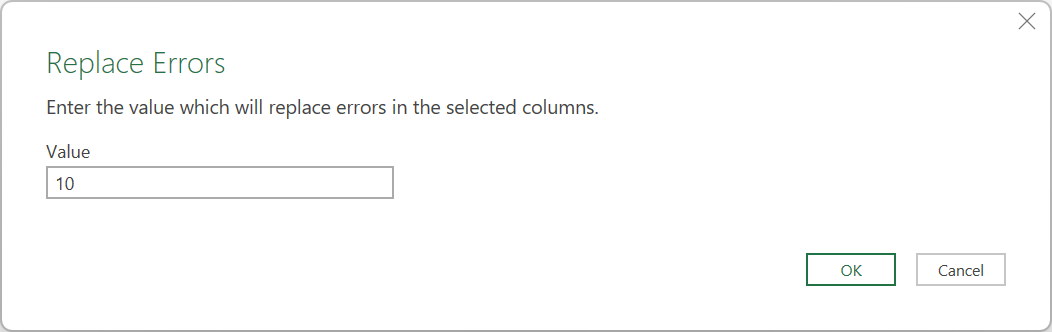 Replace Errors
Enter the value which will replace errors in the selected columns.
Value
10
OK
Cancel